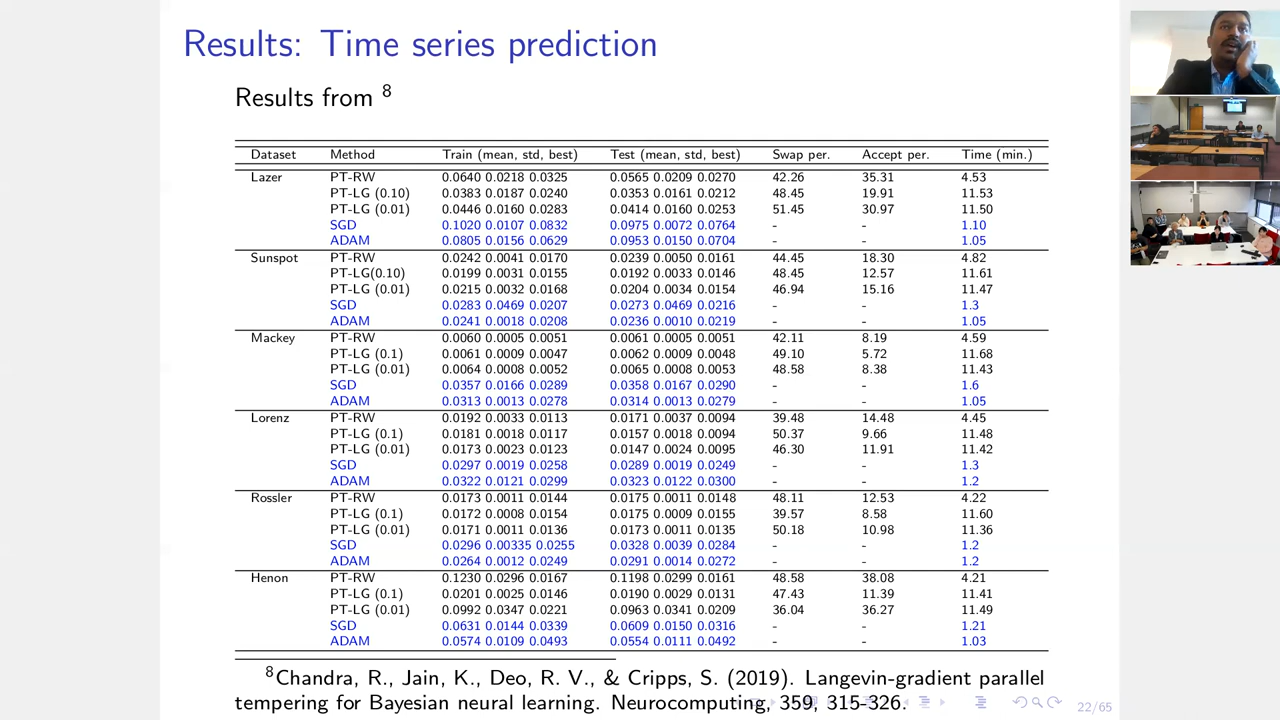 Results: Time series prediction
Results from 8
Dataset Method Train (mean, std, best) Test (mean, std, best) Swap per. Accept per. Time (min.)
Lazer PT-RW 0.0640 0.0218 0.0325 0.0565 0.0209 0.0270 42.26 35.31 4.53
PT-LG (0.10) 0.0383 0.0187 0.0240 0.0353 0.0161 0.0212 48.45 19.91 11.53
PT-LG (0.01) 0.0446 0.0160 0.0283 0.0414 0.0160 0.0253 51.45 30.97 11.50
SGD 0.1020 0.0107 0.0832 0.0975 0.0072 0.0764 - - 1.10
ADAM 0.0805 0.0156 0.0629 0.0953 0.0150 0.0704 - - 1.05
Sunspot PT-RW 0.0242 0.0041 0.0170 0.0239 0.0050 0.0161 44.45 18.30 4.82
PT-LG(0.10) 0.0199 0.0031 0.0155 0.0192 0.0033 0.0146 48.45 12.57 11.61
PT-LG (0.01) 0.0215 0.0032 0.0168 0.0204 0.0034 0.0154 46.94 15.16 11.47
SGD 0.0283 0.0469 0.0207 0.0273 0.0469 0.0216 - - 1.3
ADAM 0.0241 0.0018 0.0208 0.0236 0.0010 0.0219 - - 1.05
Mackey PT-RW 0.0060 0.0005 0.0051 0.0061 0.0005 0.0051 42.11 8.19 4.59
PT-LG (0.1) 0.0061 0.0009 0.0047 0.0062 0.0009 0.0048 49.10 5.72 11.68
PT-LG (0.01) 0.0064 0.0008 0.0052 0.0065 0.0008 0.0053 48.58 8.38 11.43
SGD 0.0357 0.0166 0.0289 0.0358 0.0167 0.0290 - - 1.6
ADAM 0.0313 0.0013 0.0278 0.0314 0.0013 0.0279 - - 1.05
Lorenz PT-RW 0.0192 0.0033 0.0113 0.0171 0.0037 0.0094 39.48 14.48 4.45
PT-LG (0.1) 0.0181 0.0018 0.0117 0.0157 0.0018 0.0094 50.37 9.66 11.48
PT-LG (0.01) 0.0173 0.0023 0.0123 0.0147 0.0024 0.0095 46.30 11.91 11.42
SGD 0.0297 0.0019 0.0258 0.0289 0.0019 0.0249 - - 1.3
ADAM 0.0322 0.0121 0.0299 0.0323 0.0122 0.0300 - - 1.2
Rossler PT-RW 0.0173 0.0011 0.0144 0.0175 0.0011 0.0148 48.11 12.53 4.22
PT-LG (0.1) 0.0172 0.0008 0.0154 0.0175 0.0009 0.0155 39.57 8.58 11.60
PT-LG (0.01) 0.0171 0.0011 0.0136 0.0173 0.0011 0.0135 50.18 10.98 11.36
SGD 0.0296 0.00335 0.0255 0.0328 0.0039 0.0284 - - 1.2
ADAM 0.0264 0.0012 0.0249 0.0291 0.0014 0.0272 - - 1.2
Henon PT-RW 0.1230 0.0296 0.0167 0.1198 0.0299 0.0161 48.58 38.08 4.21
PT-LG (0.1) 0.0201 0.0025 0.0146 0.0190 0.0029 0.0131 47.43 11.39 11.41
PT-LG (0.01) 0.0992 0.0347 0.0221 0.0963 0.0341 0.0209 36.04 36.27 11.49
SGD 0.0631 0.0144 0.0339 0.0609 0.0150 0.0316 - - 1.21
ADAM 0.0574 0.0109 0.0493 0.0554 0.0111 0.0492 - - 1.03
8Chandra, R., Jain, K., Deo, R. V., & Cripps, S. (2019). Langevin-gradient parallel
tempering for Bayesian neural learning. Neurocomputing, 359, 315-326.
22/65